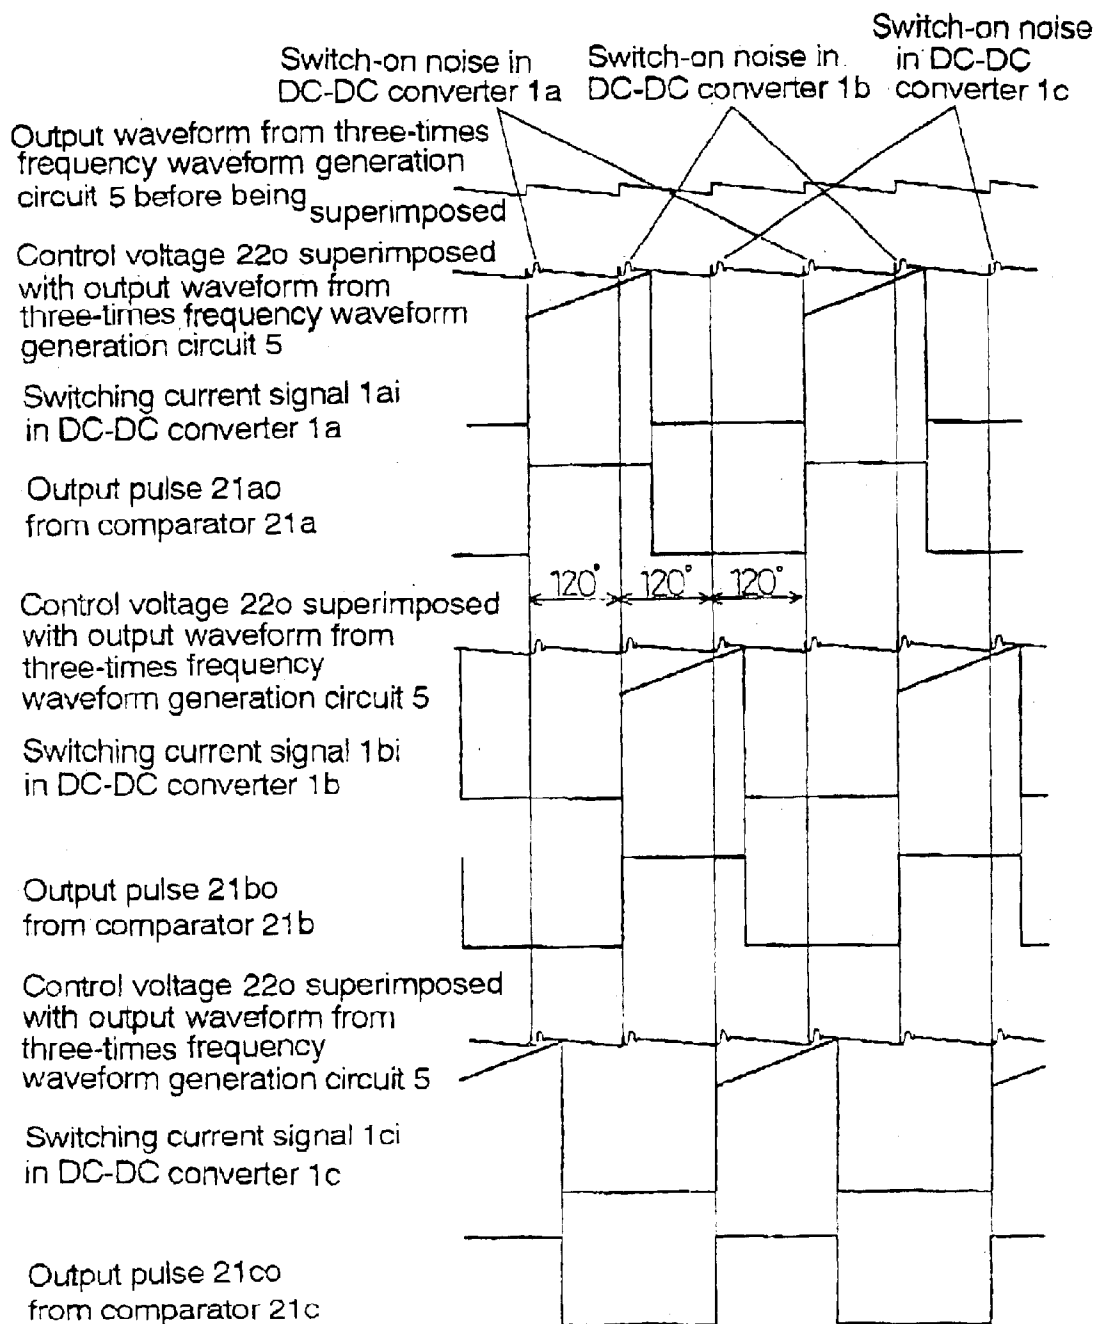 Switch-on noise in
DC-DC converter 1a
Switch-on noise in
DC-DC converter 1b
Switch-on noise
in DC-DC
converter 1c
Output waveform from three-times
frequency waveform generation
circuit 5 before being
superimposed
Control voltage 22o superimposed
with output waveform from
three-times frequency waveform
generation circuit 5
Switching current signal 1ai
in DC-DC converter 1a
Output pulse 21ao
from comparator 21a
120° 120° 120°
Control voltage 22o superimposed
with output waveform from
three-times frequency
waveform generation circuit 5
Switching current signal 1bi
in DC-DC converter 1b
Output pulse 21bo
from comparator 21b
Control voltage 22o superimposed
with output waveform from
three-times frequency
waveform generation circuit 5
Switching current signal 1ci
in DC-DC converter 1c
Output pulse 21co
from comparator 21c